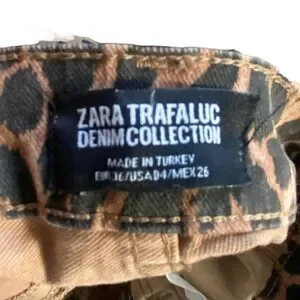 ZARA TRAFALUC
DENIM COLLECTION
MADE IN TURKEY
EUR 36/USA 04/MEX 26